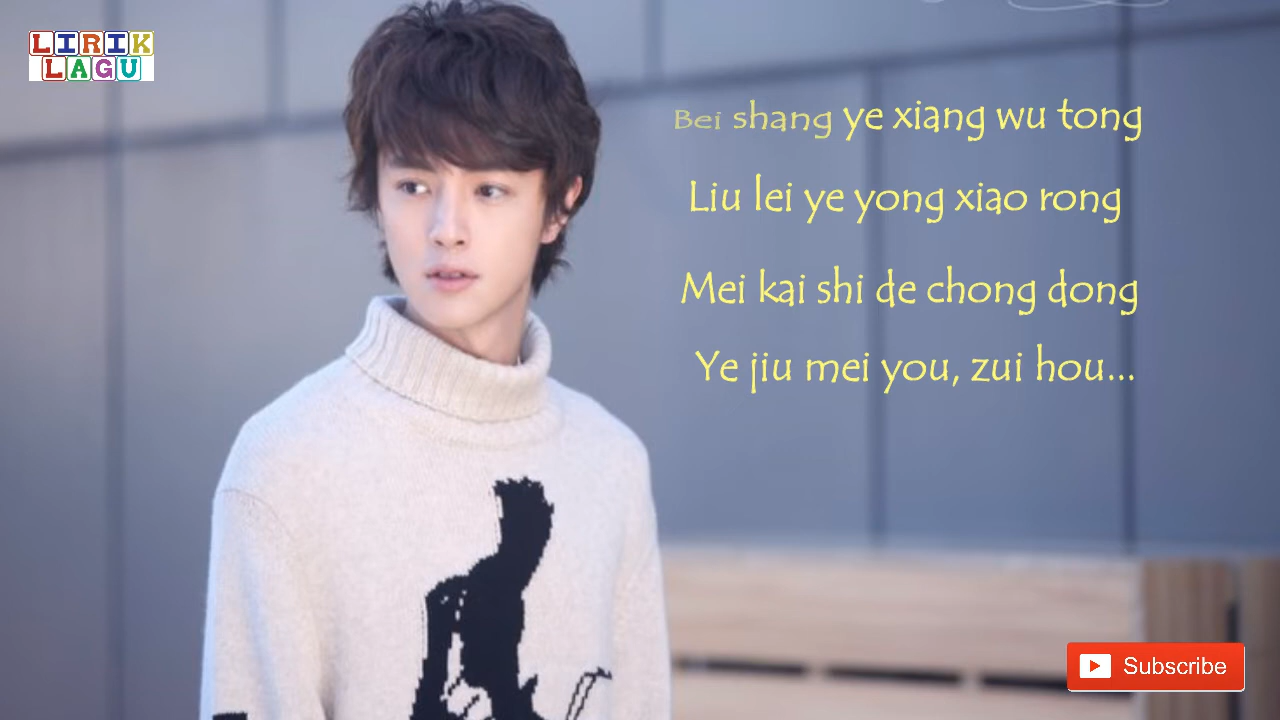 LIRIK
LAGU
Bei shang ye xiang wu tong
Liu lei ye yong xiao rong
Mei kai shi de chong dong
Ye jiu mei you, zui hou...
Subscribe